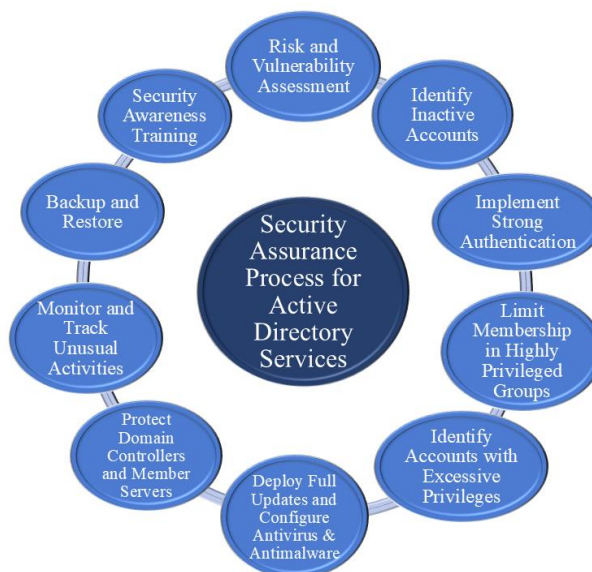 Risk and
Vulnerability
Assessment
Identify
Inactive
Accounts
Implement
Strong
Authentication
Limit
Membership
in Highly
Privileged
Groups
Identify
Accounts with
Excessive
Privileges
Deploy Full
Updates and
Configure
Antivirus &
Antimalware
Protect
Domain
Controllers
and Member
Servers
Monitor and
Track
Unusual
Activities
Backup and
Restore
Security
Awareness
Training
Security
Assurance
Process for
Active
Directory
Services